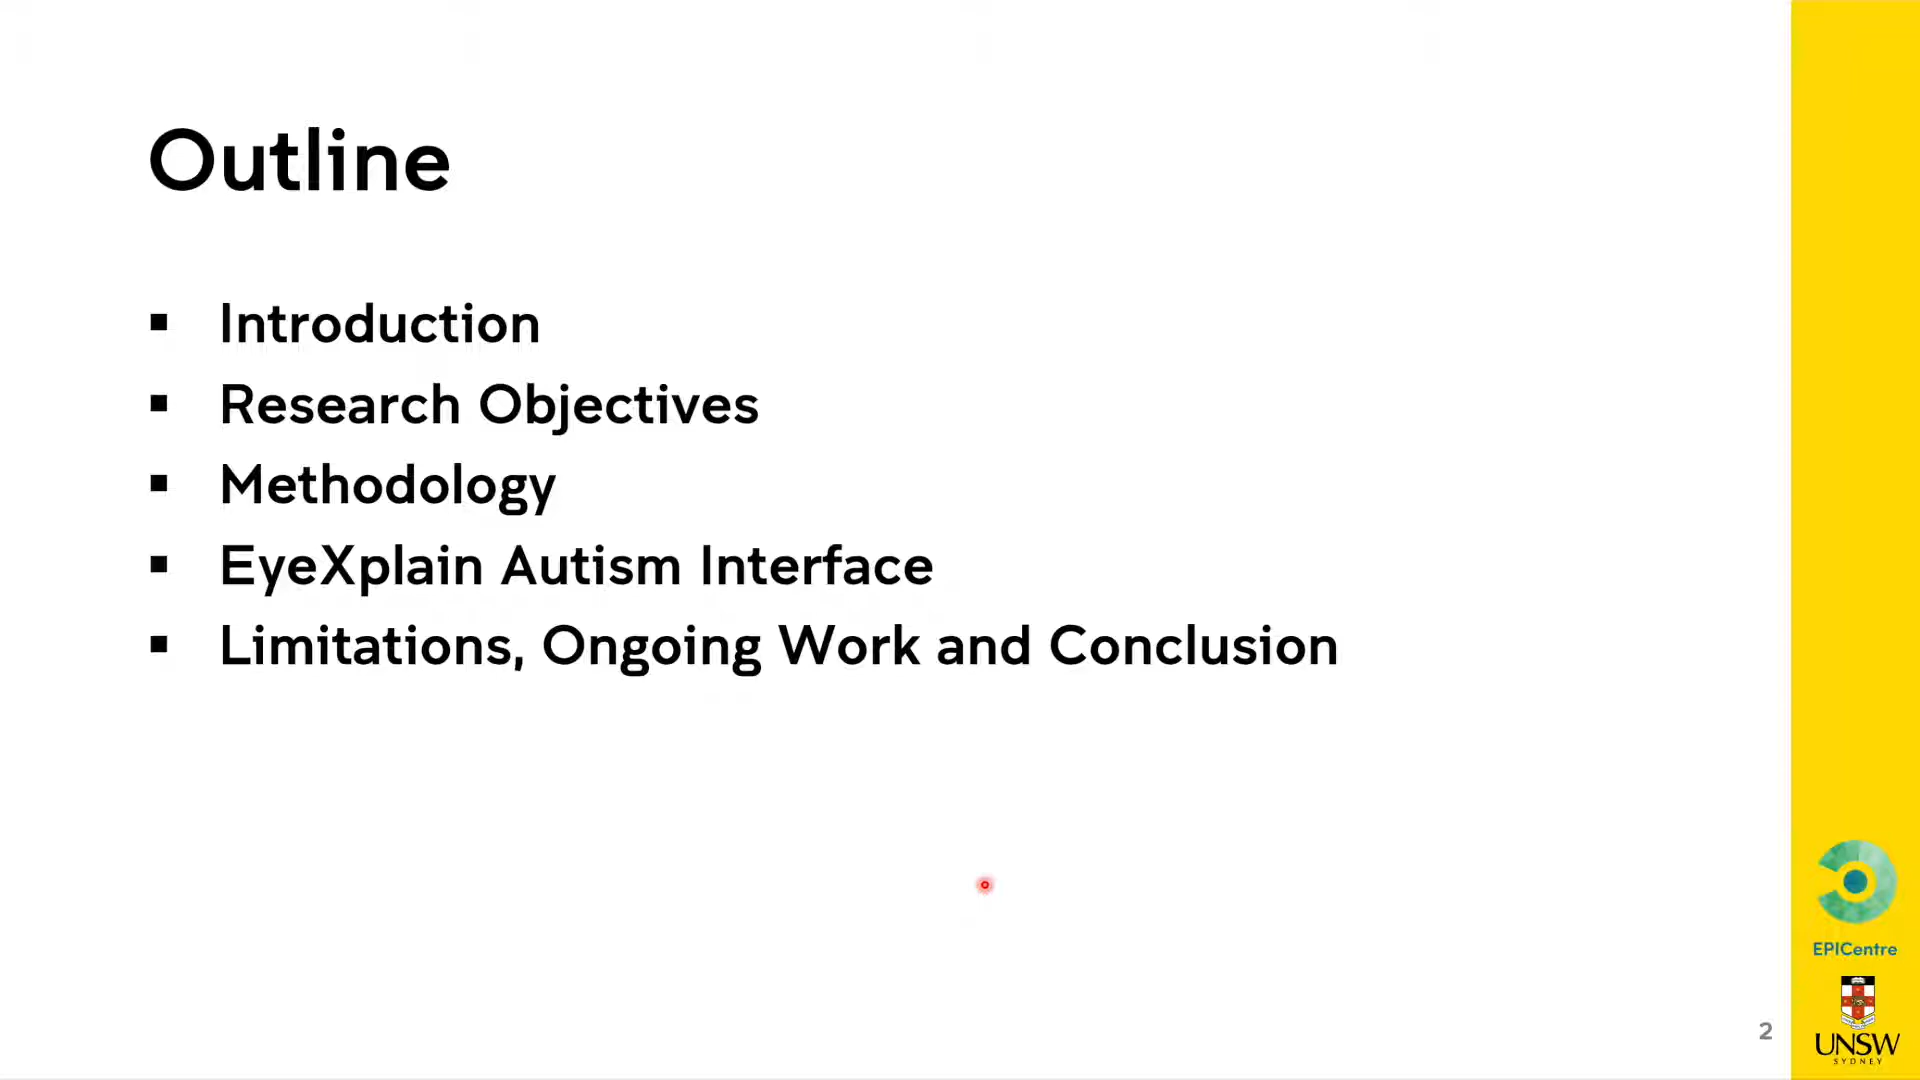 Outline
▪ Introduction
▪ Research Objectives
▪ Methodology
▪ EyeXplain Autism Interface
▪ Limitations, Ongoing Work and Conclusion
EPICentre
2
UNSW
SYDNEY